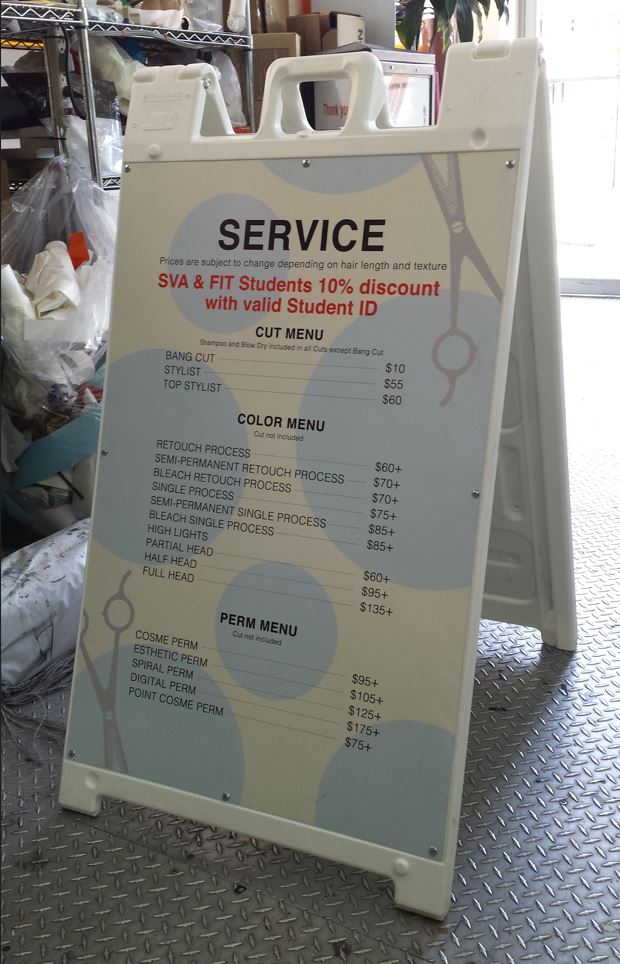 Thank yo
SERVICE
Prices are subject to change depending on hair length and texture
SVA & FIT Students 10% discount
with valid Student ID
CUT MENU
Shampoo and Blow Dry included in all Cuts except Bang Cut
BANG CUT $10
STYLIST $55
TOP STYLIST $60
COLOR MENU
Cut not included
RETOUCH PROCESS $60+
SEMI-PERMANENT RETOUCH PROCESS $70+
BLEACH RETOUCH PROCESS $70+
SINGLE PROCESS $75+
SEMI-PERMANENT SINGLE PROCESS $85+
BLEACH SINGLE PROCESS $85+
HIGH LIGHTS
PARTIAL HEAD $60+
HALF HEAD $95+
FULL HEAD $135+
PERM MENU
Cut not included
COSME PERM $95+
ESTHETIC PERM $105+
SPIRAL PERM $125+
DIGITAL PERM $175+
POINT COSME PERM $75+